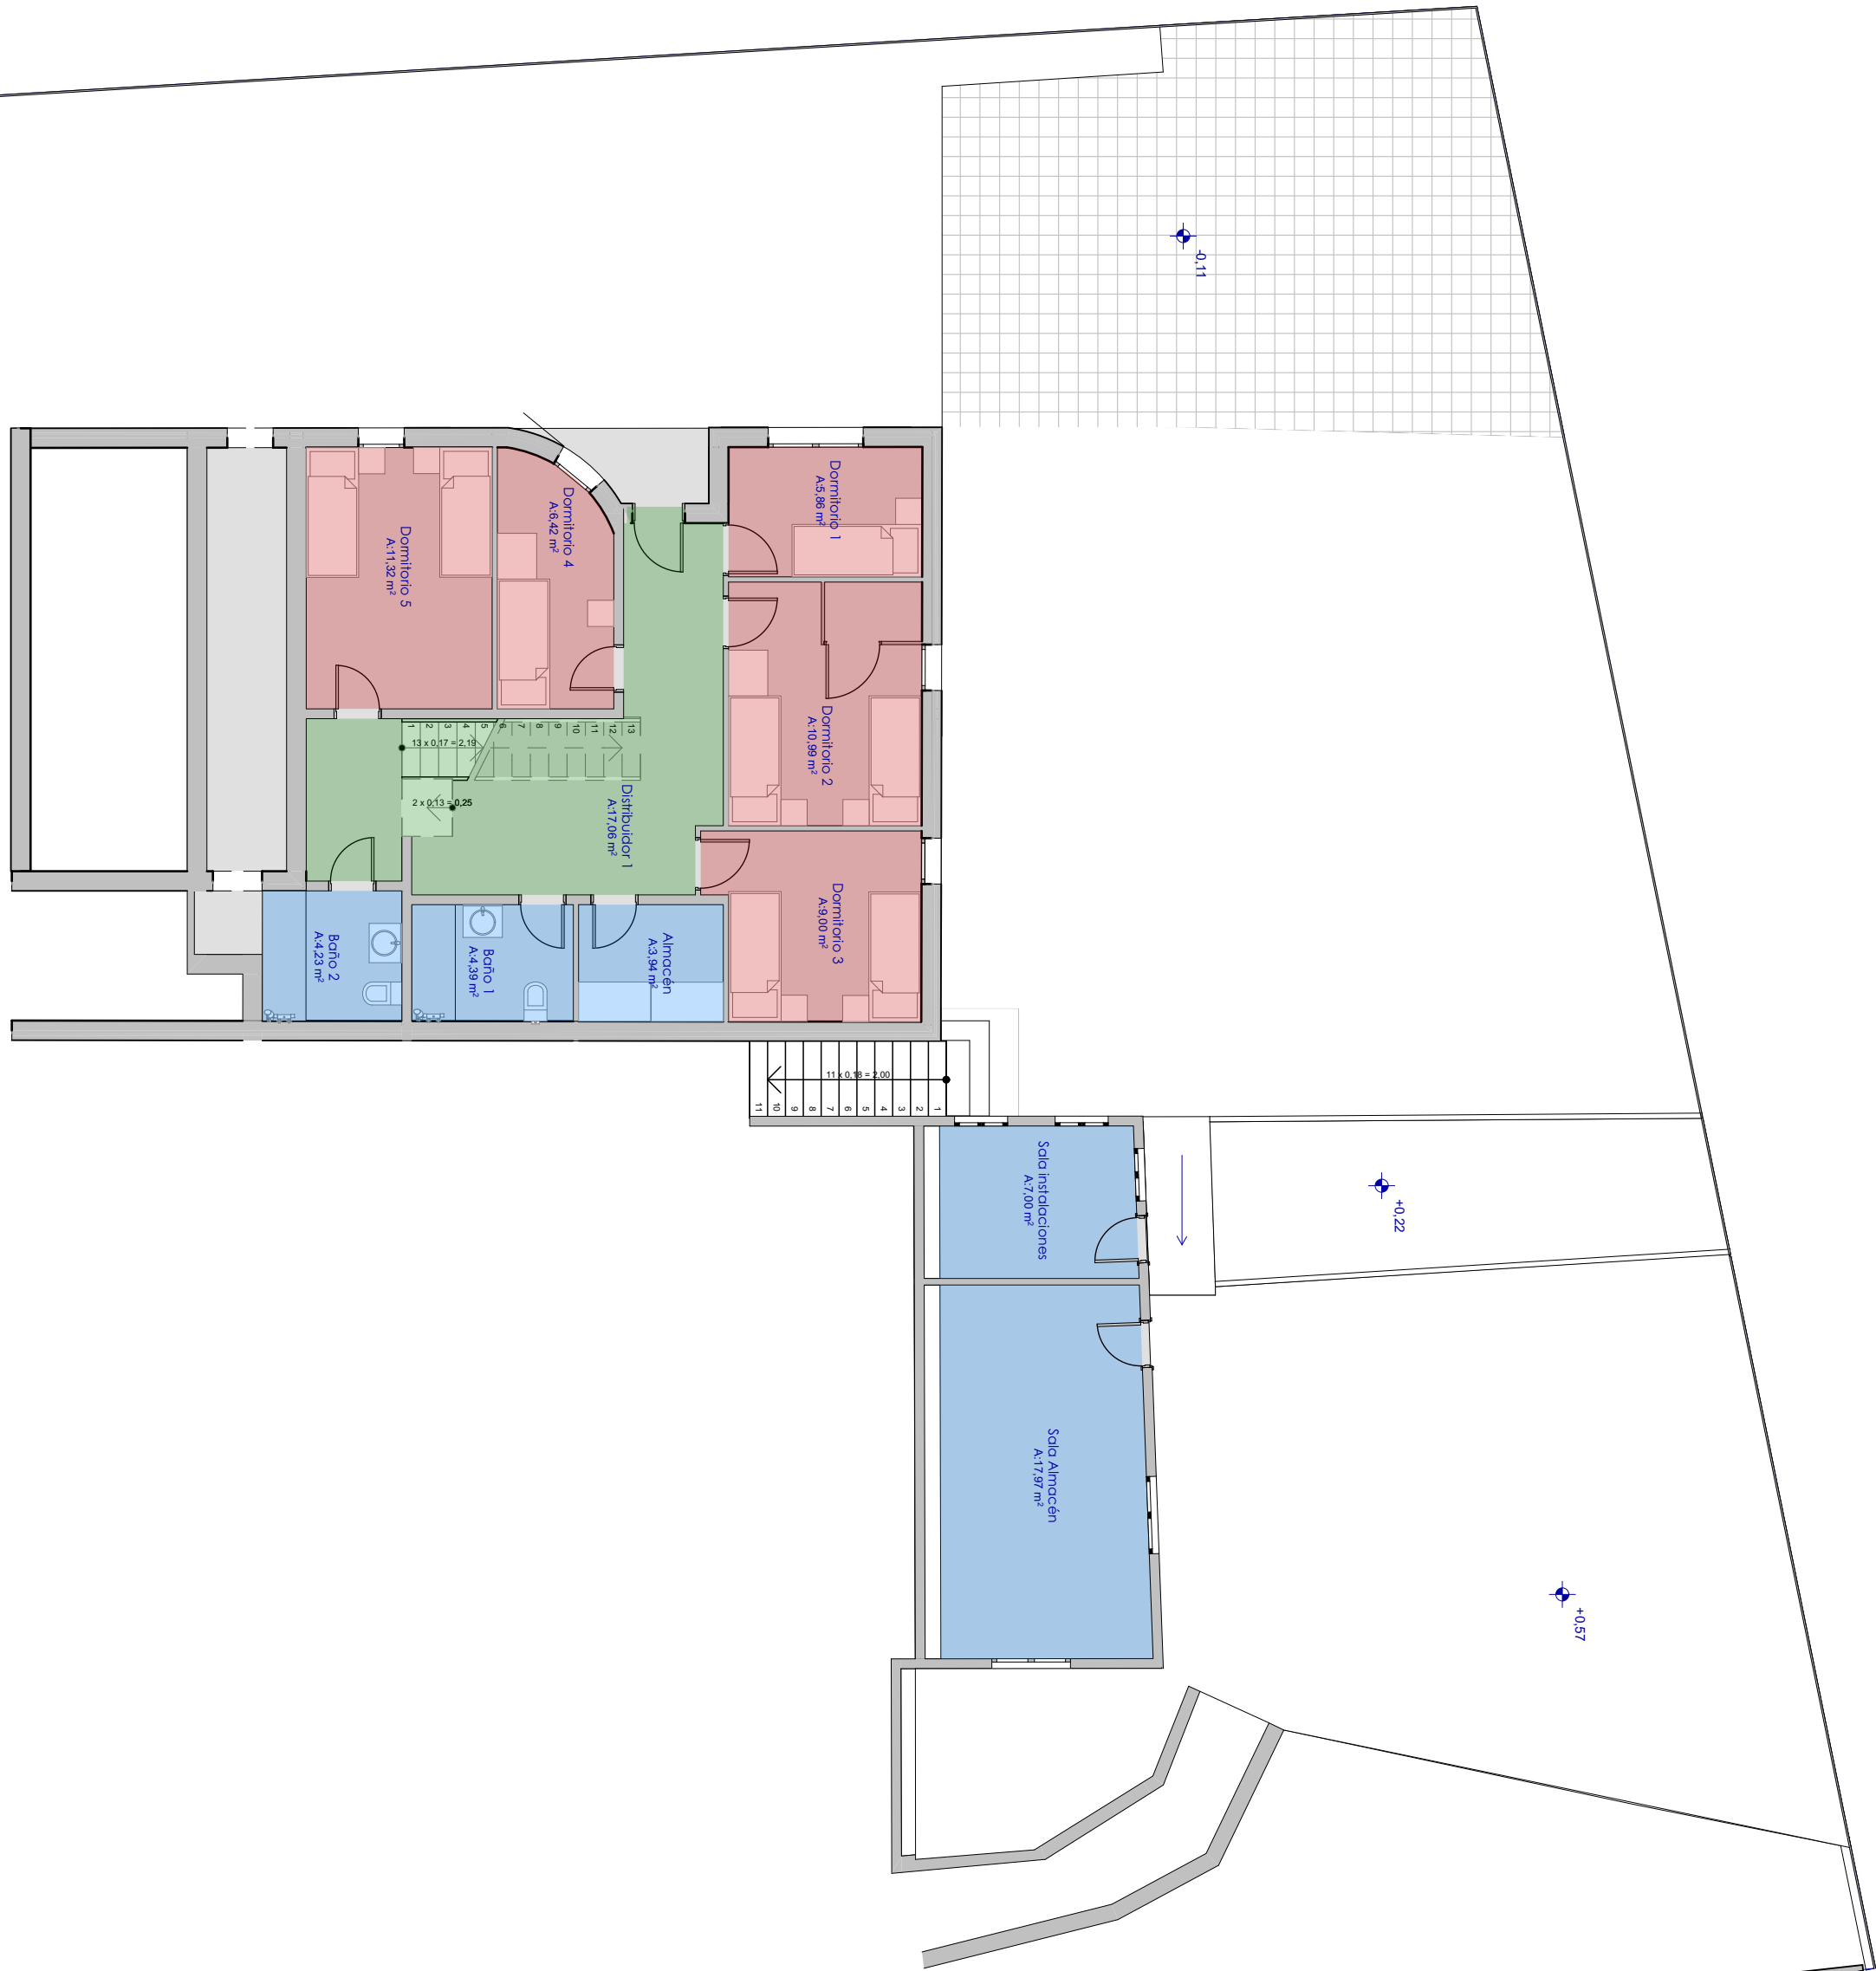 -0,11
Dormitorio 1
A:5,86 m²
Dormitorio 4
A:6,42 m²
Dormitorio 5
A:11,32 m²
Dormitorio 2
A:10,99 m²
1
2
3
4
5
6
7
8
9
10
11
12
13
13 x 0,17 = 2,19
2 x 0,13 = 0,25
Distribuidor 1
A:17,06 m²
Dormitorio 3
A:9,00 m²
Almacén
A:3,94 m²
Baño 1
A:4,39 m²
Baño 2
A:4,23 m²
11 x 0,18 = 2,00
11
10
9
8
7
6
5
4
3
2
1
Sala instalaciones
A:7,00 m²
+0,22
Sala Almacén
A:17,97 m²
+0,57